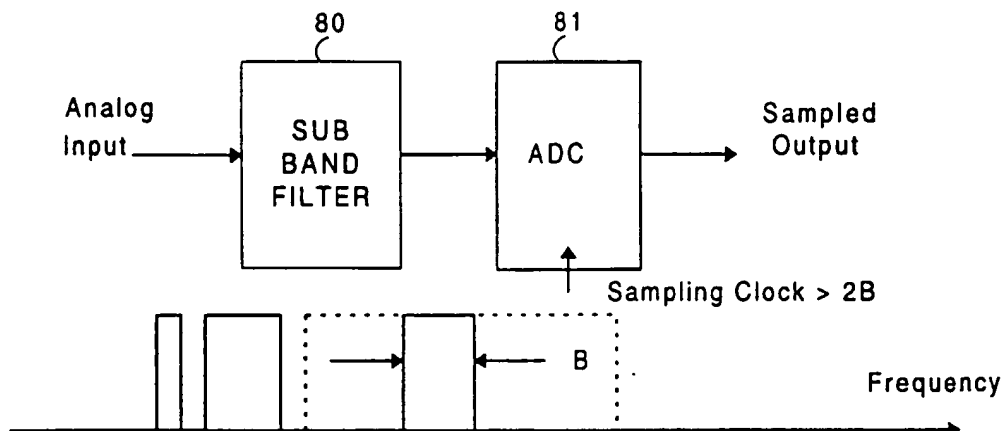 80
81
Analog
Input
SUB
BAND
FILTER
ADC
Sampled
Output
Sampling Clock > 2B
B
Frequency